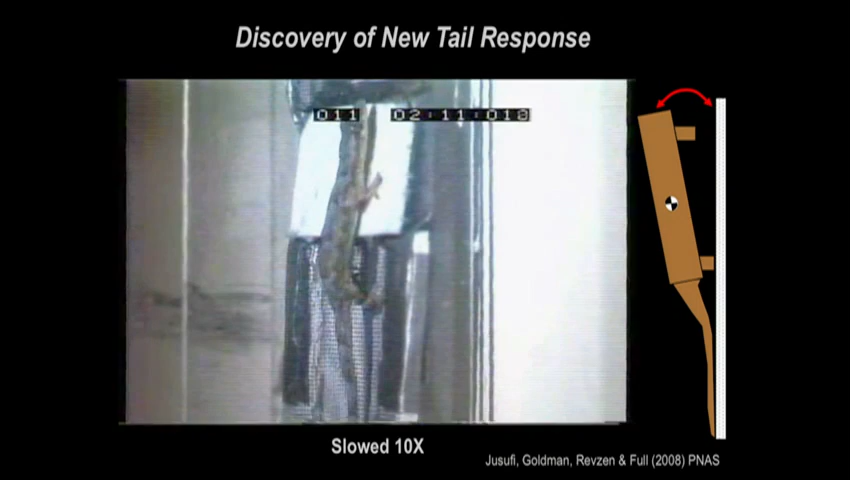 Discovery of New Tail Response
011 02:11:018
Slowed 10X
Jusufi, Goldman, Revzen & Full (2008) PNAS